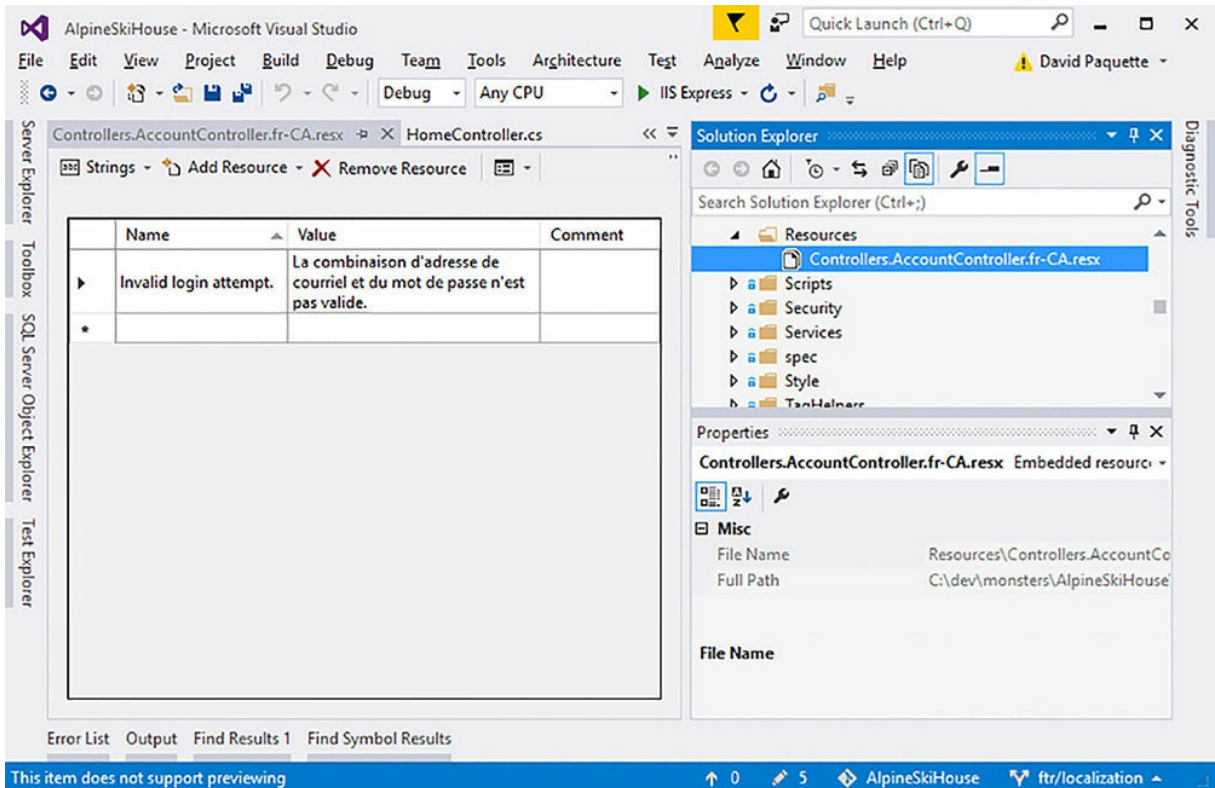 AlpineSkiHouse - Microsoft Visual Studio
Quick Launch (Ctrl+Q)
File Edit View Project Build Debug Team Tools Architecture Test Analyze Window Help David Paquette
Debug Any CPU IIS Express
Server Explorer
Toolbox
SQL Server Object Explorer
Test Explorer
Controllers.AccountController.fr-CA.resx HomeController.cs
Strings Add Resource Remove Resource
Name Value Comment
Invalid login attempt.
La combinaison d'adresse de
courriel et du mot de passe n'est
pas valide.
Solution Explorer
Search Solution Explorer (Ctrl+;)
Resources
Controllers.AccountController.fr-CA.resx
Scripts
Security
Services
spec
Style
TagHelpers
Properties
Controllers.AccountController.fr-CA.resx Embedded resourc
Misc
File Name Resources\Controllers.AccountCo
Full Path C:\dev\monsters\AlpineSkiHouse
File Name
Diagnostic Tools
Error List Output Find Results 1 Find Symbol Results
This item does not support previewing 0 5 AlpineSkiHouse ftr/localization